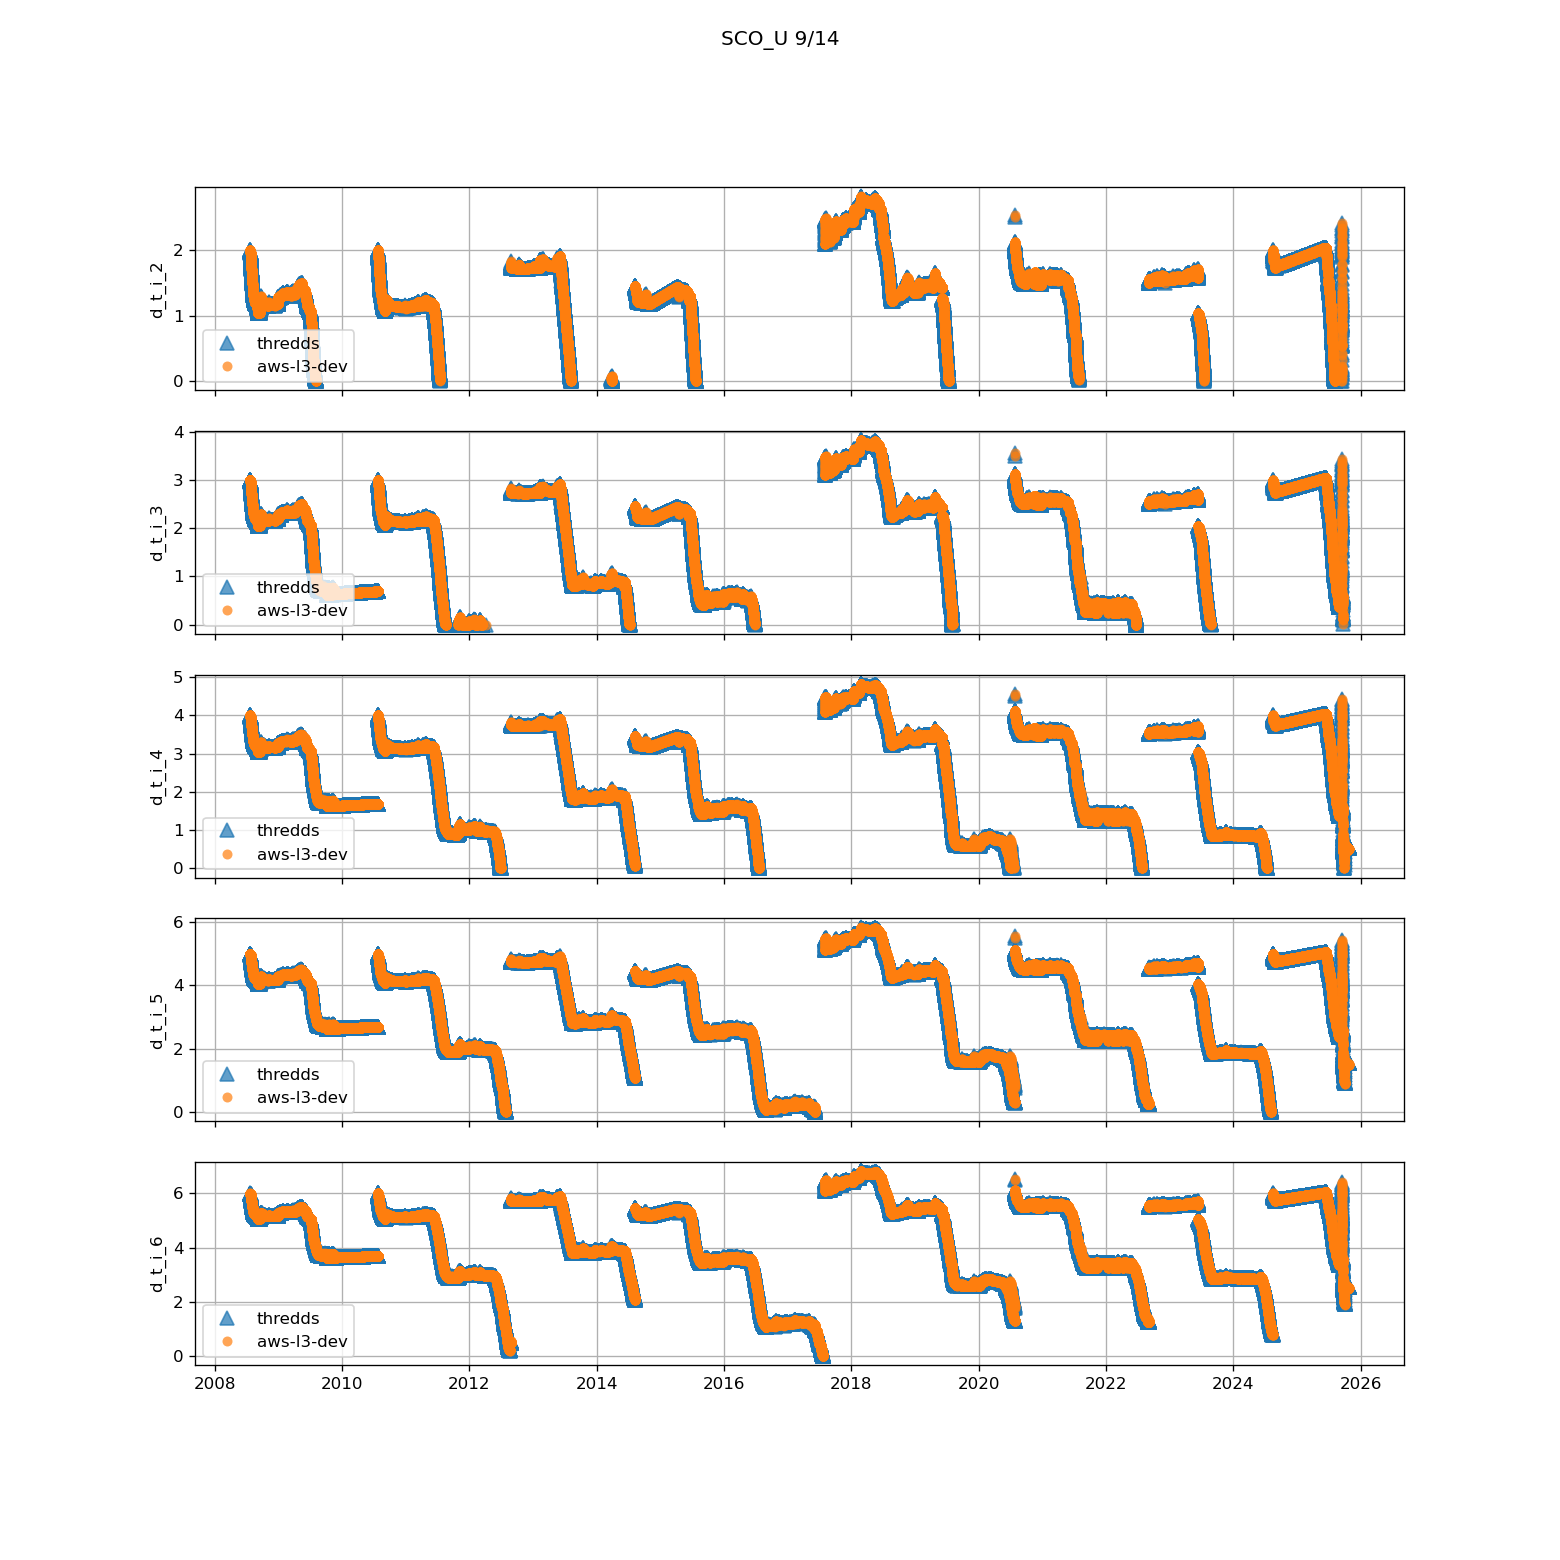 SCO_U 9/14
2
1
0
d_t_i_2
thredds
aws-l3-dev
4
3
2
1
0
d_t_i_3
thredds
aws-l3-dev
5
4
3
2
1
0
d_t_i_4
thredds
aws-l3-dev
6
4
2
0
d_t_i_5
thredds
aws-l3-dev
6
4
2
0
d_t_i_6
thredds
aws-l3-dev
2008 2010 2012 2014 2016 2018 2020 2022 2024 2026